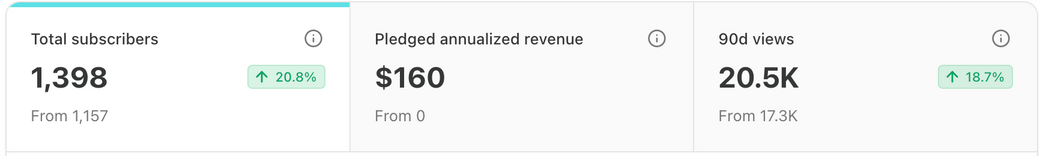 Total subscribers
1,398
↑ 20.8%
From 1,157
Pledged annualized revenue
$160
From 0
90d views
20.5K
↑ 18.7%
From 17.3K